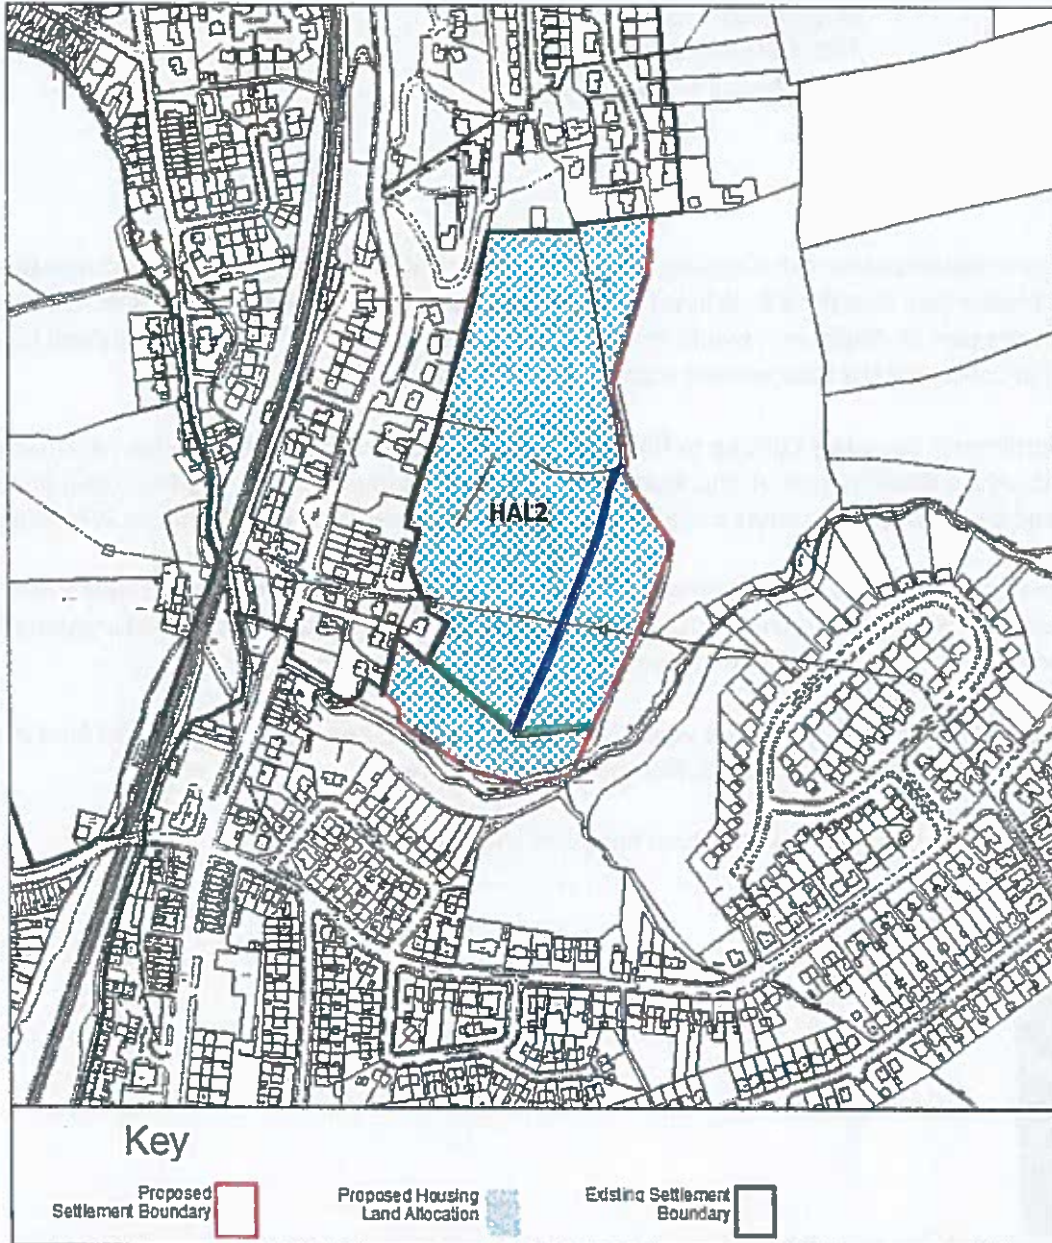 HAL2
Key
Proposed
Settlement Boundary
Proposed Housing
Land Allocation
Existing Settlement
Boundary